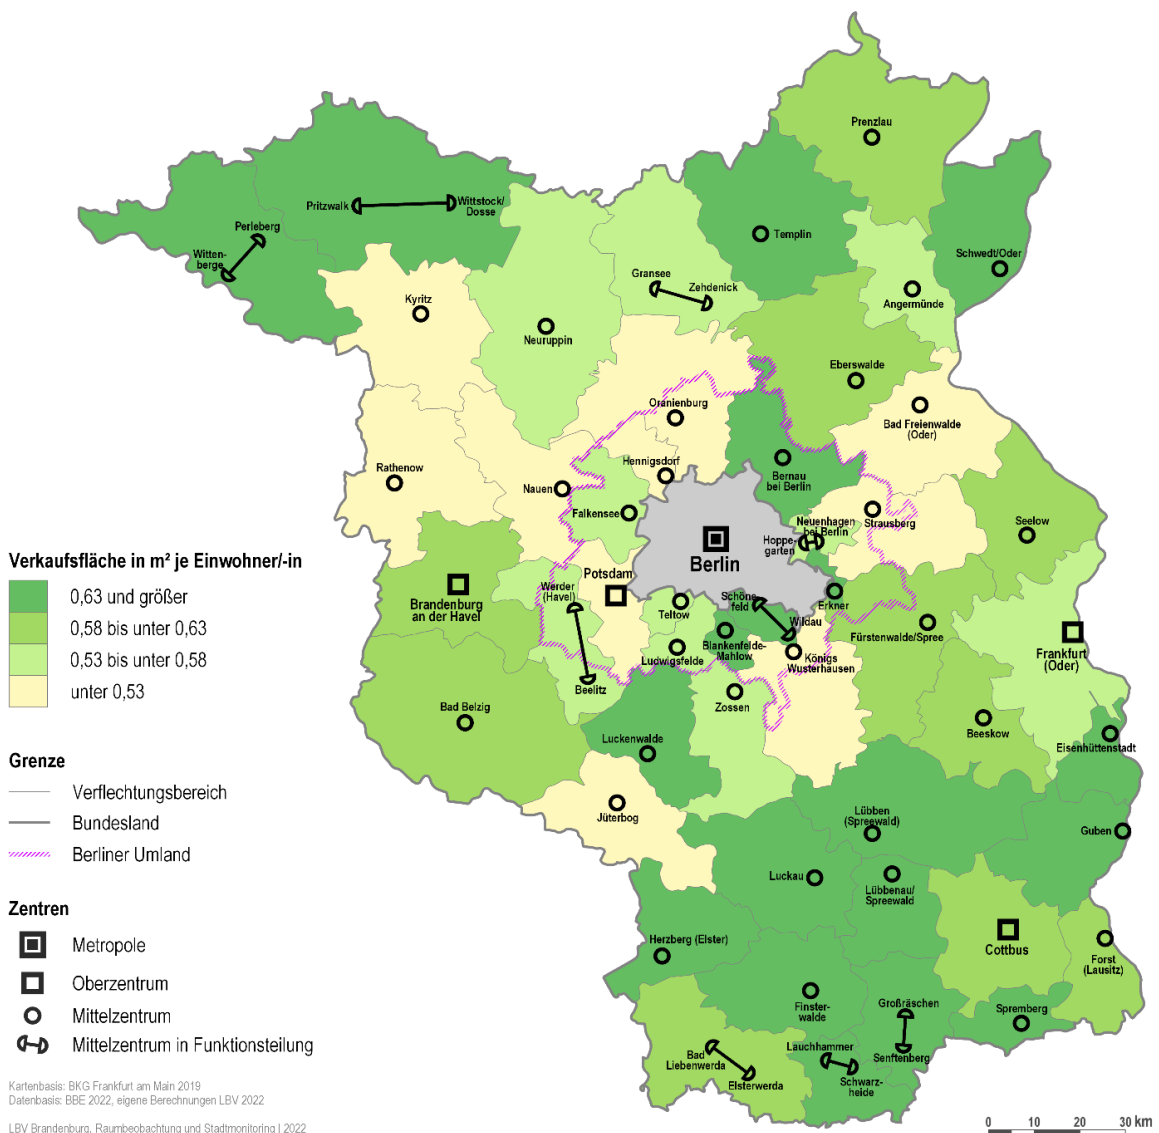 Prenzlau
Templin
Schwedt/Oder
Angermünde
Pritzwalk
Wittstock/
Dosse
Perleberg
Witten-
berge
Gransee
Zehdenick
Kyritz
Neuruppin
Eberswalde
Bad Freienwalde
(Oder)
Oranienburg
Hennigsdorf
Bernau
bei Berlin
Rathenow
Nauen
Falkensee
Neuenhagen
bei Berlin
Hoppe-
garten
Strausberg
Seelow
Berlin
Potsdam
Werder
(Havel)
Brandenburg
an der Havel
Teltow
Schöne-
feld
Wildau
Erkner
Fürstenwalde/Spree
Frankfurt
(Oder)
Ludwigsfelde
Blankenfelde-
Mahlow
Königs
Wusterhausen
Beelitz
Zossen
Bad Belzig
Beeskow
Eisenhüttenstadt
Luckenwalde
Jüterbog
Lübben
(Spreewald)
Guben
Luckau
Lübbenau/
Spreewald
Herzberg (Elster)
Cottbus
Forst
(Lausitz)
Finster-
walde
Großräschen
Senftenberg
Spremberg
Bad
Liebenwerda
Elsterwerda
Lauchhammer
Schwarz-
heide
Verkaufsfläche in m² je Einwohner/-in
0,63 und größer
0,58 bis unter 0,63
0,53 bis unter 0,58
unter 0,53
Grenze
Verflechtungsbereich
Bundesland
Berliner Umland
Zentren
Metropole
Oberzentrum
Mittelzentrum
Mittelzentrum in Funktionsteilung
Kartenbasis: BKG Frankfurt am Main 2019
Datenbasis: BBE 2022, eigene Berechnungen LBV 2022
LBV Brandenburg, Raumbeobachtung und Stadtmonitoring | 2022
0 10 20 30 km